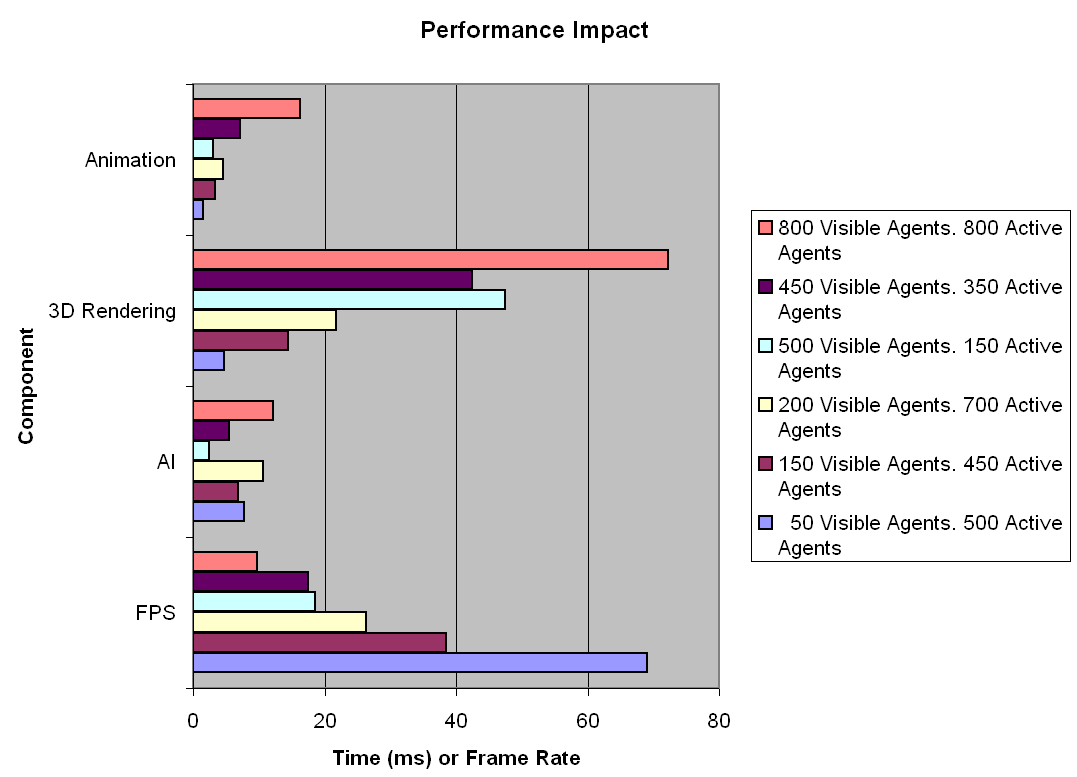 Performance Impact
Animation
3D Rendering
AI
FPS
Component
0 20 40 60 80
Time (ms) or Frame Rate
800 Visible Agents. 800 Active
Agents
450 Visible Agents. 350 Active
Agents
500 Visible Agents. 150 Active
Agents
200 Visible Agents. 700 Active
Agents
150 Visible Agents. 450 Active
Agents
50 Visible Agents. 500 Active
Agents